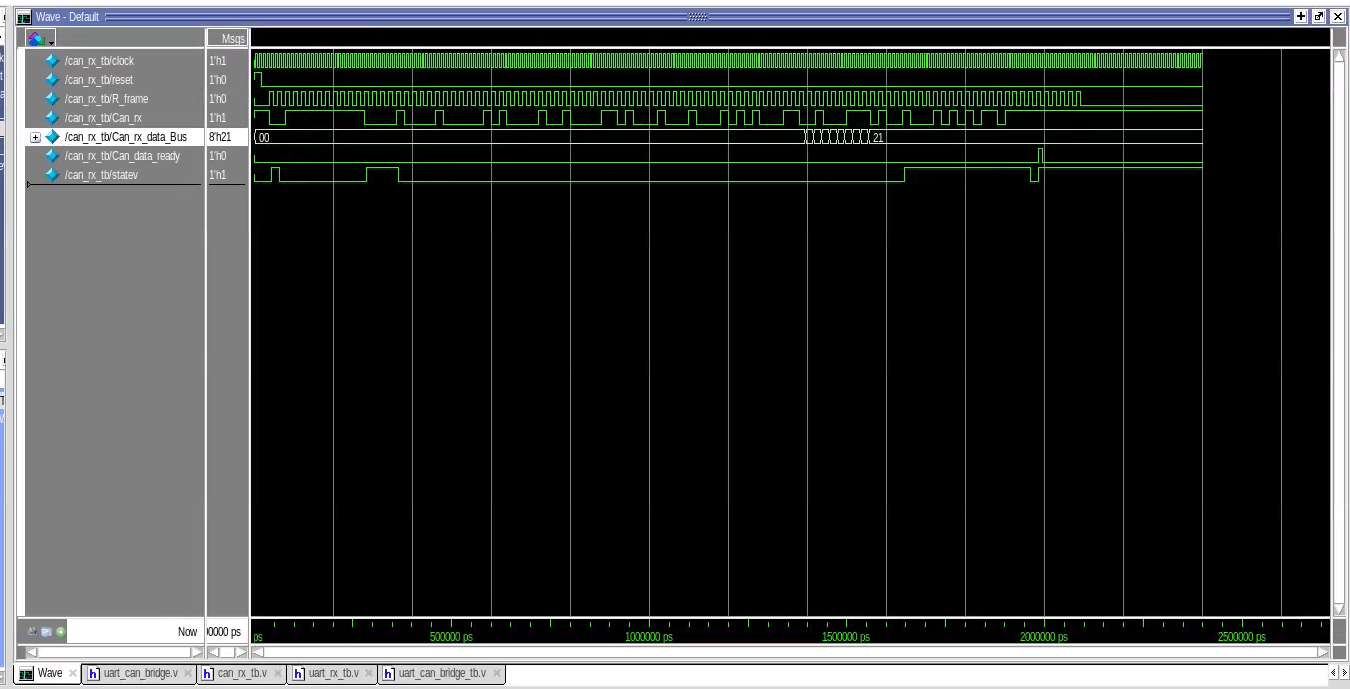 Wave - Default
Msgs
/can_rx_tb/clock 1'h1
/can_rx_tb/reset 1'h0
/can_rx_tb/R_frame 1'h0
/can_rx_tb/Can_rx 1'h1
/can_rx_tb/Can_rx_data_Bus 8'h21 00 21
/can_rx_tb/Can_data_ready 1'h0
/can_rx_tb/statev 1'h1
Now 00000 ps ps 500000 ps 1000000 ps 1500000 ps 2000000 ps 2500000 ps
Wave uart_can_bridge.v can_rx_tb.v uart_rx_tb.v uart_can_bridge_tb.v